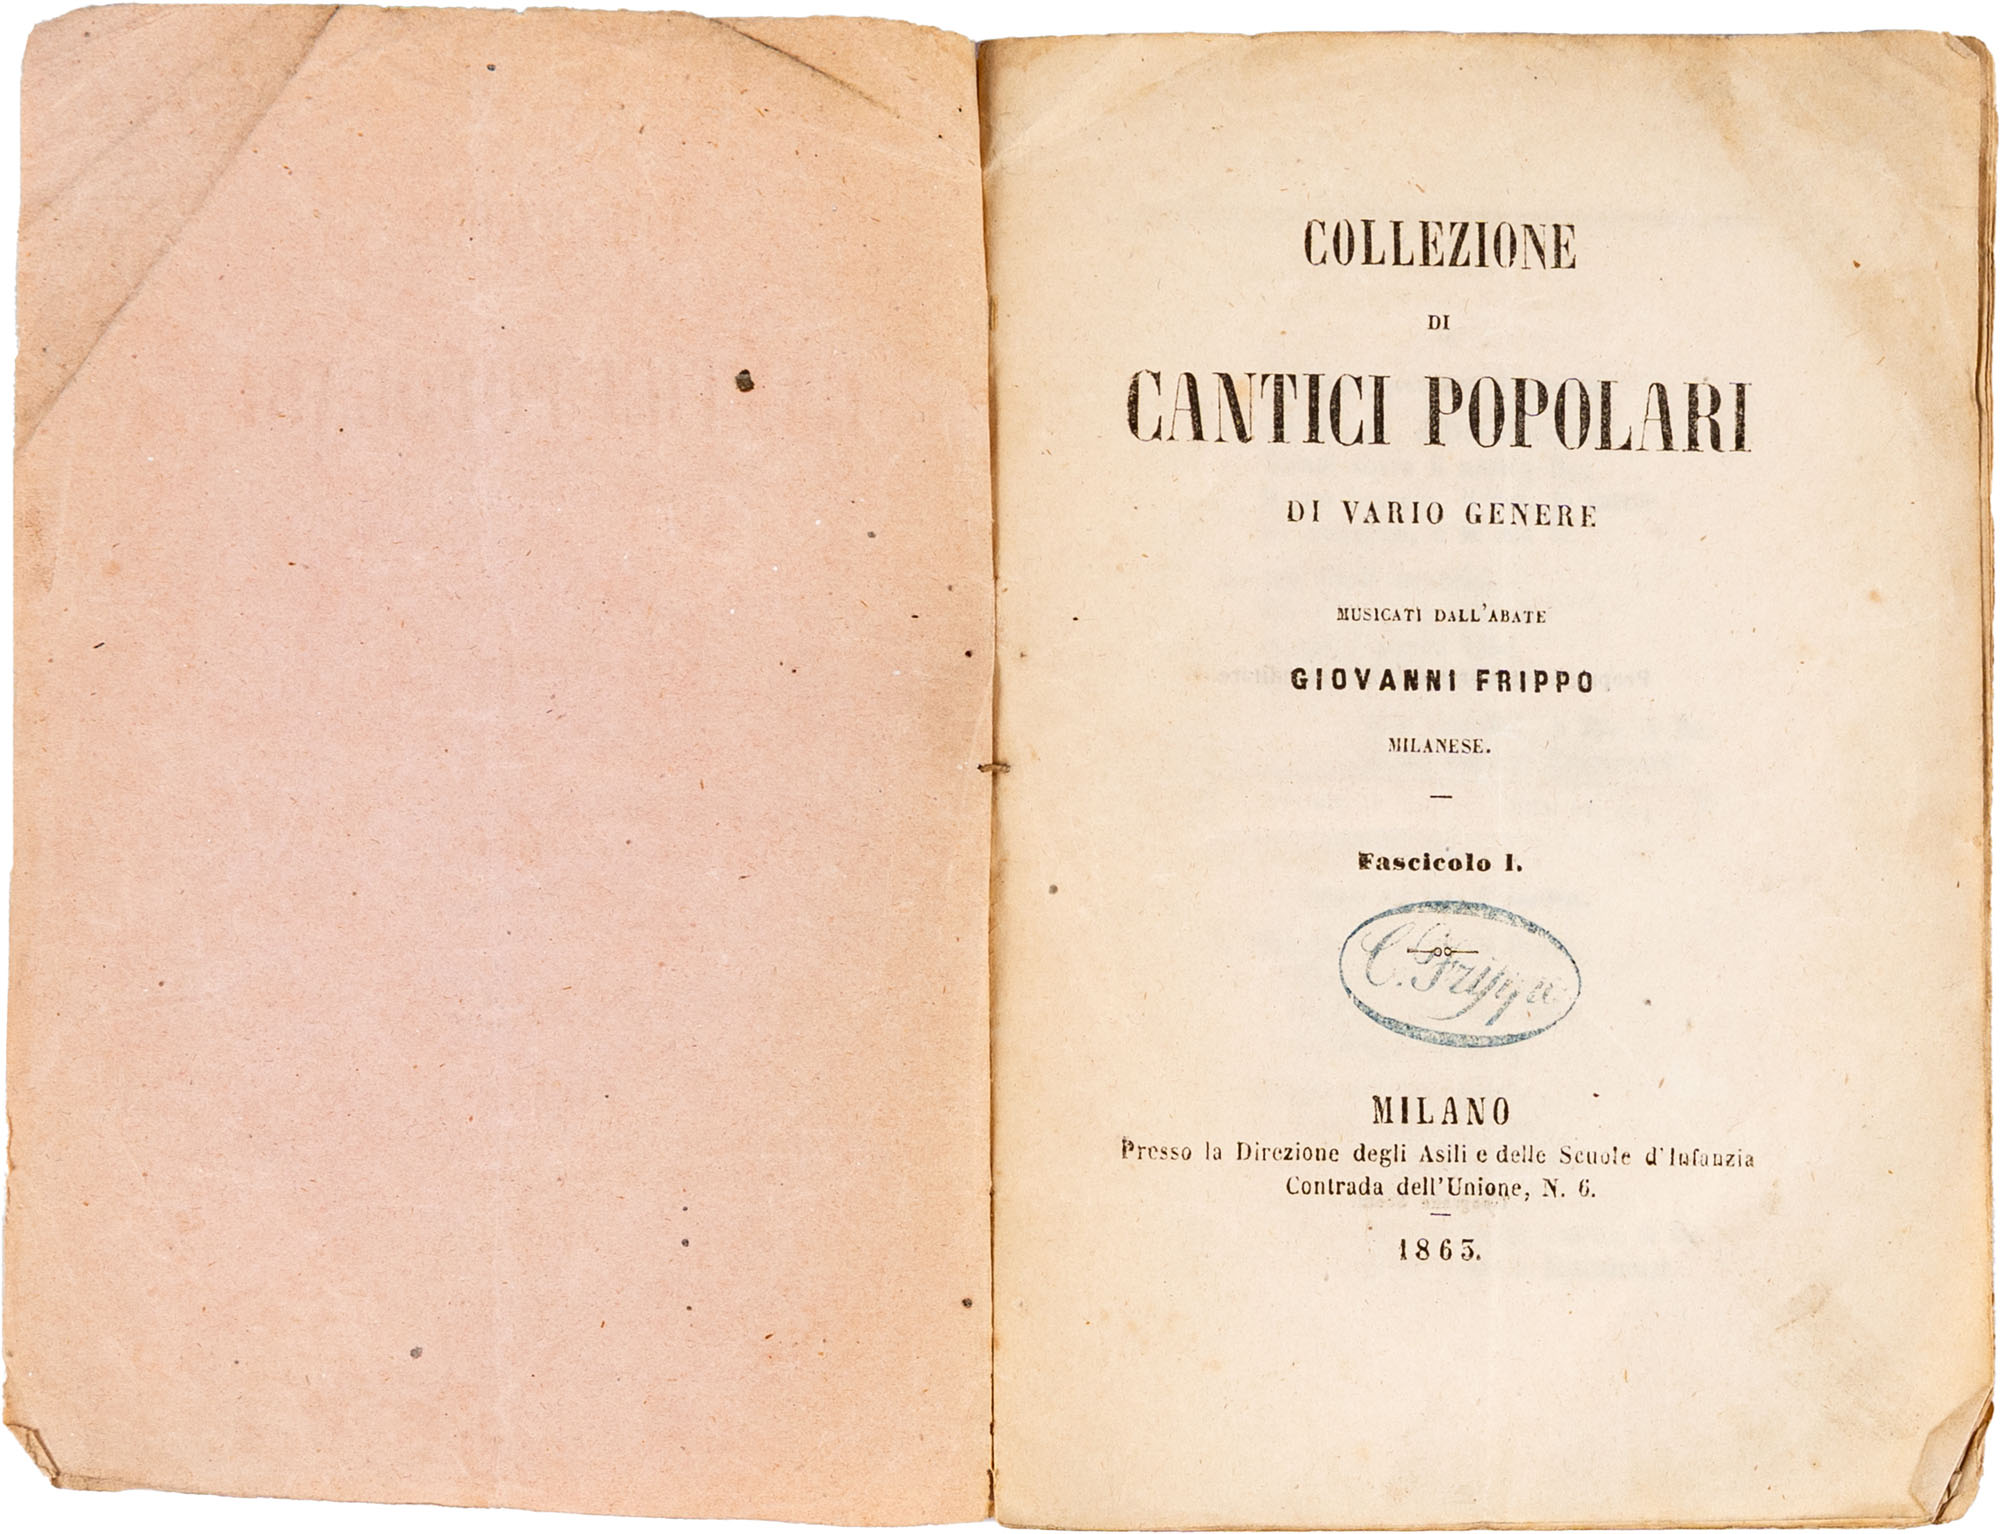 COLLEZIONE
DI
CANTICI POPOLARI
DI VARIO GENERE
MUSICATI DALL'ABATE
GIOVANNI FRIPPO
MILANESE.
Fascicolo I.
C. Frippo
MILANO
Presso la Direzione degli Asili e delle Scuole d'Infanzia
Contrada dell'Unione, N. 6.
1863.